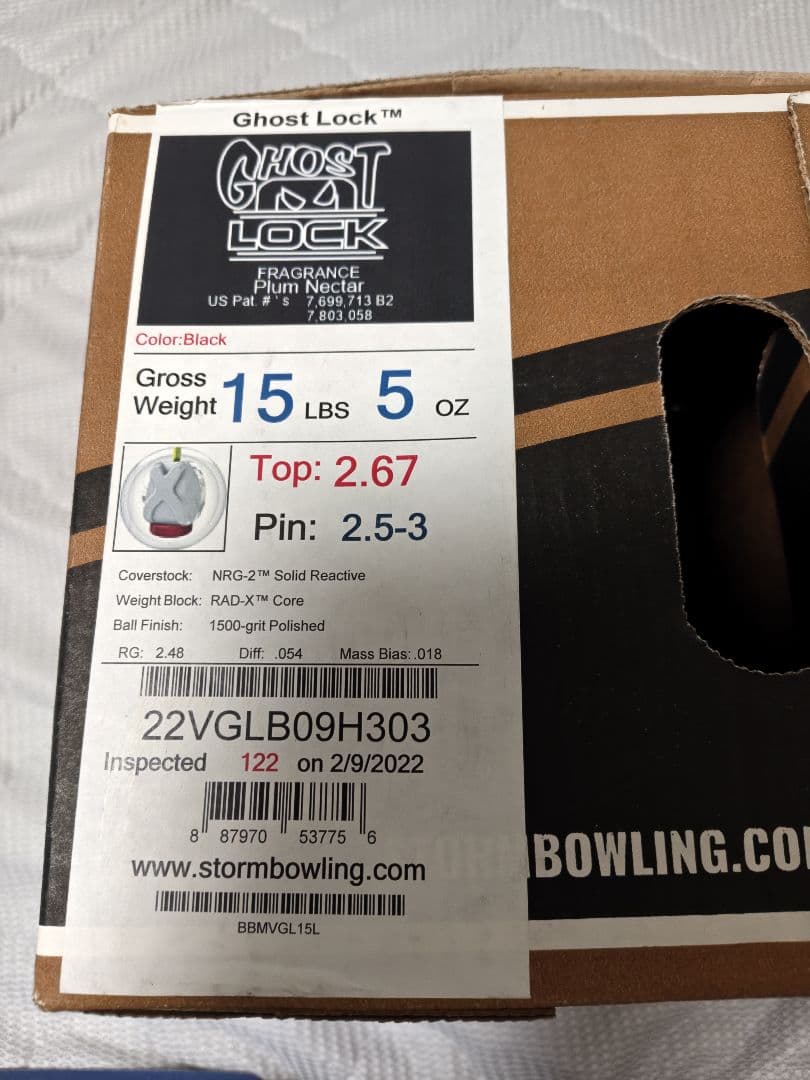 Ghost Lock™
GHOST
LOCK
FRAGRANCE
Plum Nectar
US Pat. #'s 7,699,713 B2
7,803,058
Color:Black
Gross
Weight 15 LBS 5 OZ
Top: 2.67
Pin: 2.5-3
Coverstock: NRG-2™ Solid Reactive
Weight Block: RAD-X™ Core
Ball Finish: 1500-grit Polished
RG: 2.48 Diff: .054 Mass Bias: .018
22VGLB09H303
Inspected 122 on 2/9/2022
8 87970 53775 6
www.stormbowling.com
BBMVGL15L
TORMBOWLING.CO